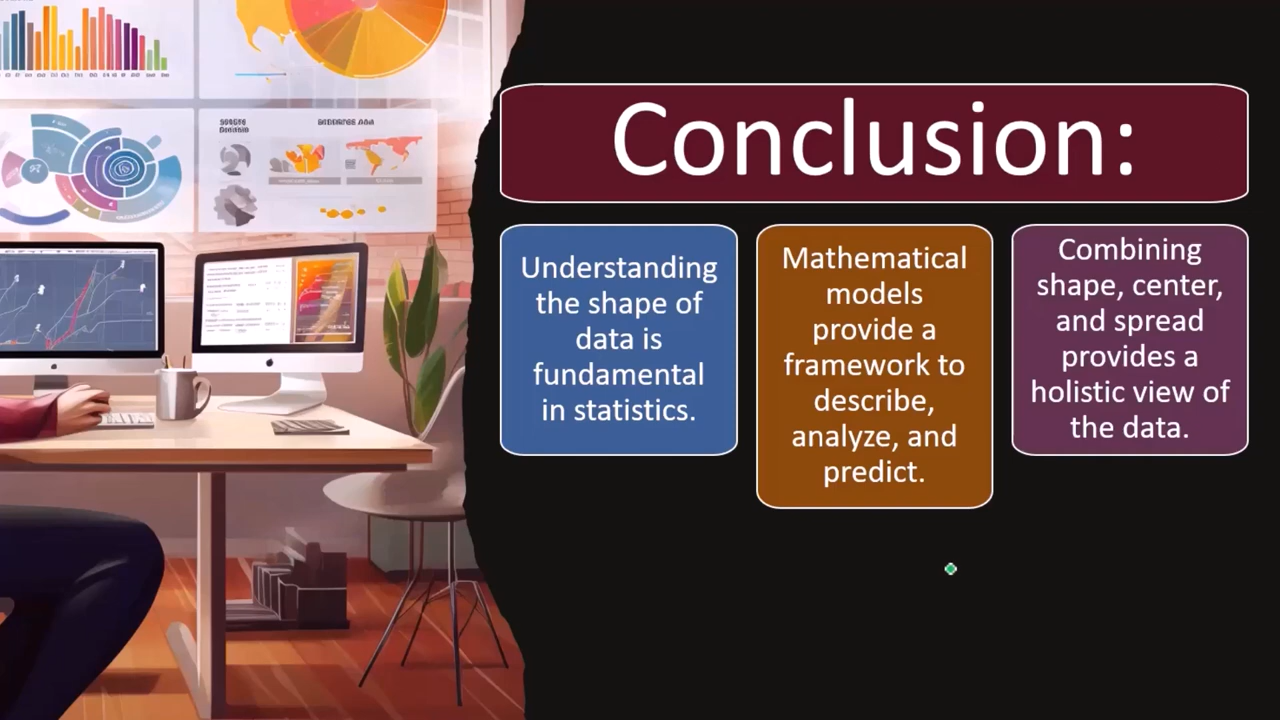 Conclusion:
Understanding
the shape of
data is
fundamental
in statistics.
Mathematical
models
provide a
framework to
describe,
analyze, and
predict.
Combining
shape, center,
and spread
provides a
holistic view of
the data.